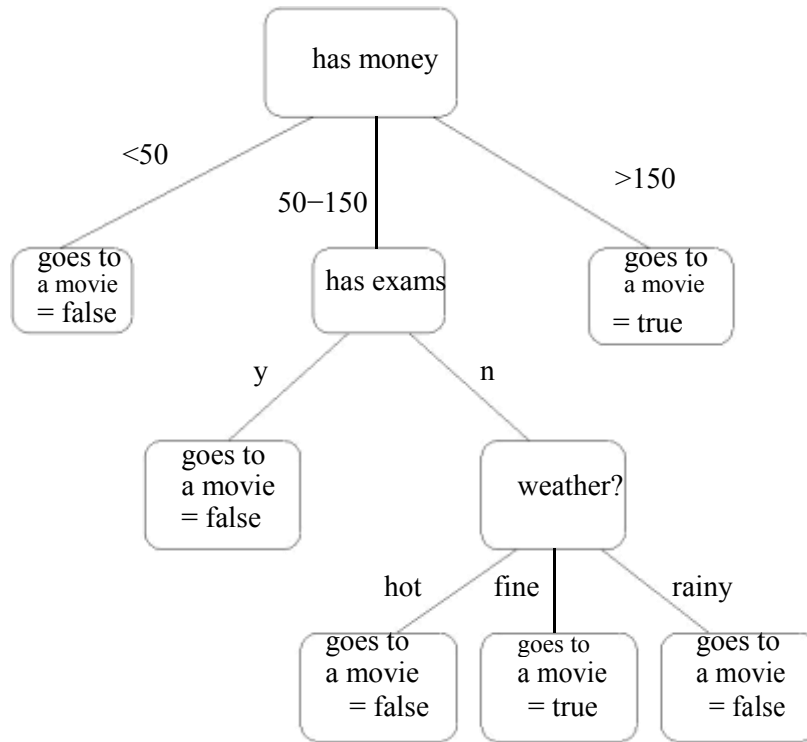 has money
<50
50−150
>150
goes to
a movie
= false
has exams
goes to
a movie
= true
y
n
goes to
a movie
= false
weather?
hot
fine
rainy
goes to
a movie
= false
goes to
a movie
= true
goes to
a movie
= false